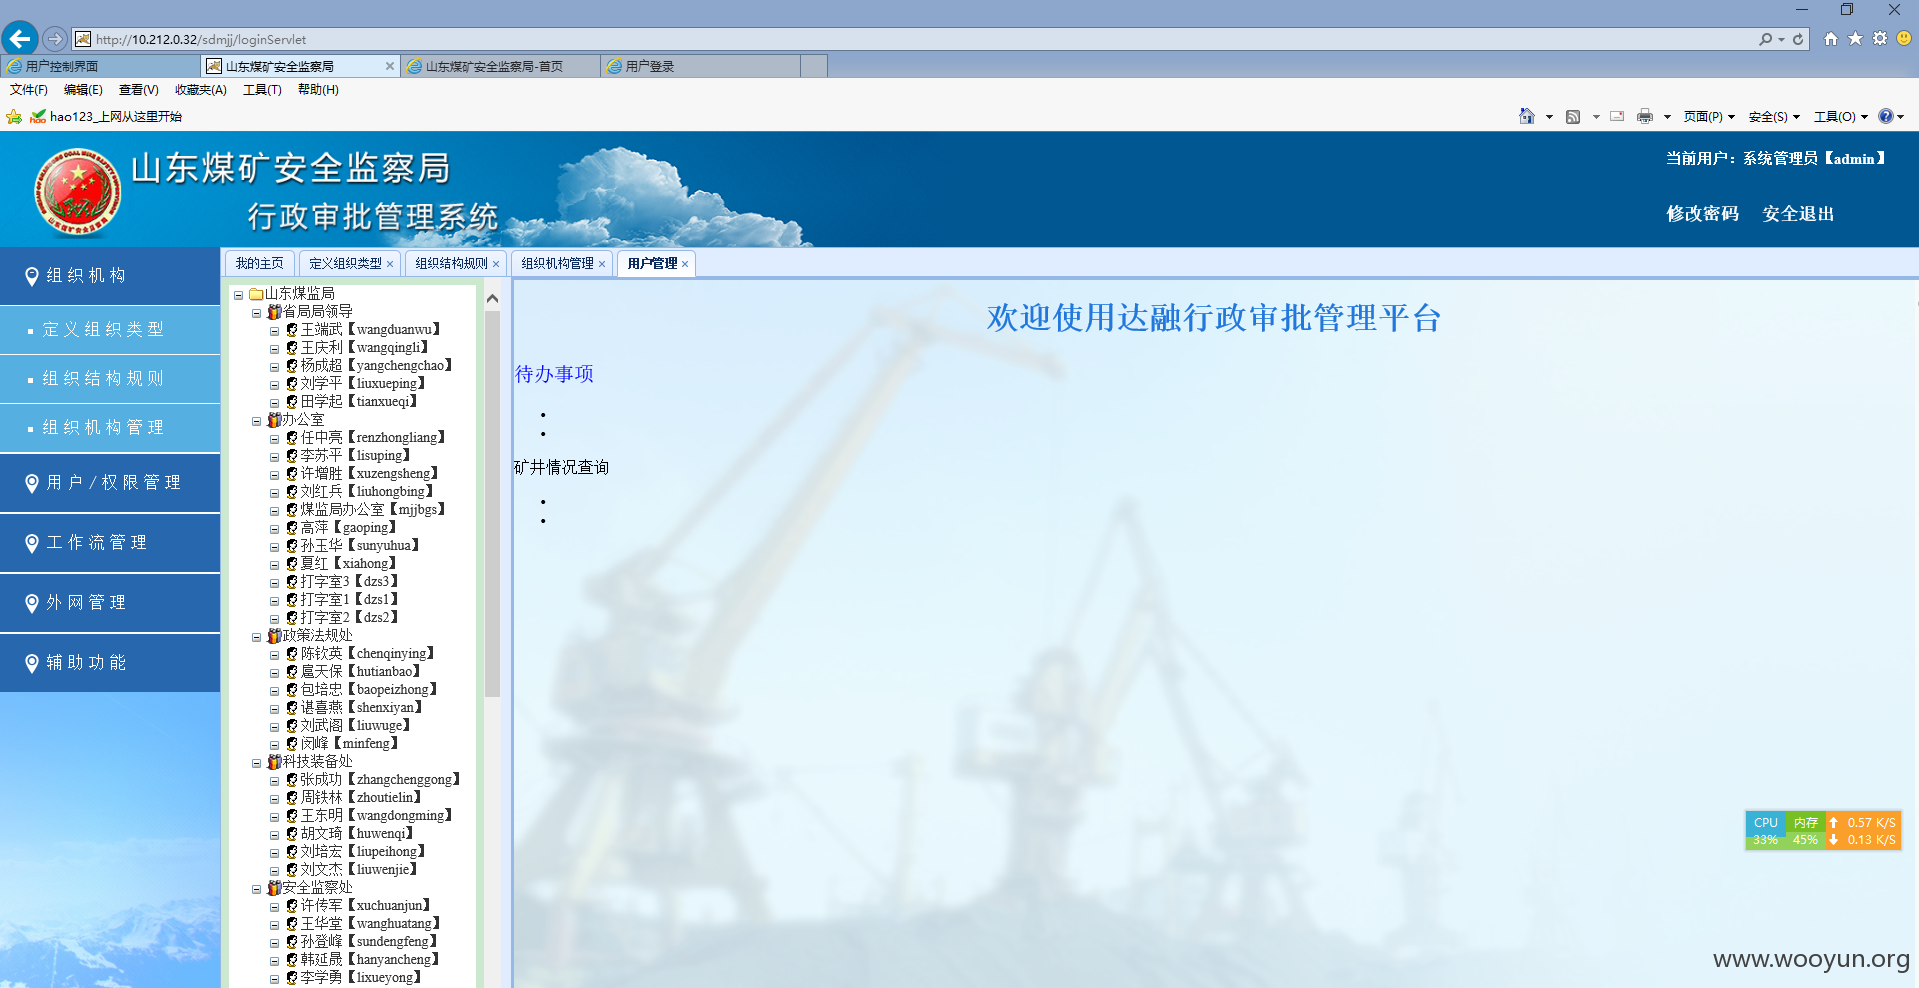 http://10.212.0.32/sdmjj/loginServlet
用户控制界面
山东煤矿安全监察局
山东煤矿安全监察局-首页
用户登录
文件(F) 编辑(E) 查看(V) 收藏夹(A) 工具(T) 帮助(H)
hao123_上网从这里开始
页面(P) 安全(S) 工具(O)
山东煤矿安全监察局
行政审批管理系统
当前用户：系统管理员【admin】
修改密码 安全退出
组织机构
定义组织类型
组织结构规则
组织机构管理
用户/权限管理
工作流管理
外网管理
辅助功能
我的主页 定义组织类型 组织结构规则 组织机构管理 用户管理
山东煤监局
省局局领导
王端武【wangduanwu】
王庆利【wangqingli】
杨成超【yangchengchao】
刘学平【liuxueping】
田学起【tianxueqi】
办公室
任中亮【renzhongliang】
李苏平【lisuping】
许增胜【xuzengsheng】
刘红兵【liuhongbing】
煤监局办公室【mjjbgs】
高萍【gaoping】
孙玉华【sunyuhua】
夏红【xiahong】
打字室3【dzs3】
打字室1【dzs1】
打字室2【dzs2】
政策法规处
陈钦英【chenqinying】
扈天保【hutianbao】
包培忠【baopeizhong】
谌喜燕【shenxiyan】
刘武阁【liuwuge】
闵峰【minfeng】
科技装备处
张成功【zhangchenggong】
周铁林【zhoutielin】
王东明【wangdongming】
胡文琦【huwenqi】
刘培宏【liupeihong】
刘文杰【liuwenjie】
安全监察处
许传军【xuchuanjun】
王华堂【wanghuatang】
孙登峰【sundengfeng】
韩延晟【hanyancheng】
李学勇【lixueyong】
欢迎使用达融行政审批管理平台
待办事项
矿井情况查询
CPU 内存 0.57 K/S
33% 45% 0.13 K/S
www.wooyun.org